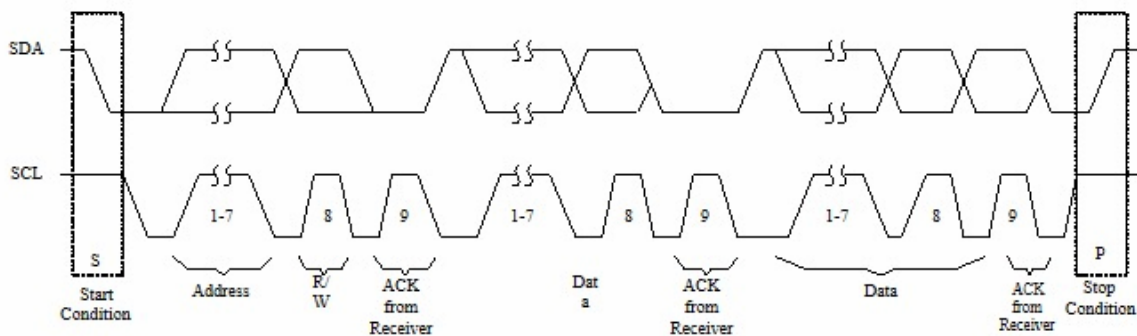 SDA
SCL
1-7
8
9
1-7
8
9
1-7
8
9
S
P
Start
Condition
Address
R/
W
ACK
from
Receiver
Dat
a
ACK
from
Receiver
Data
ACK
from
Receiver
Stop
Condition